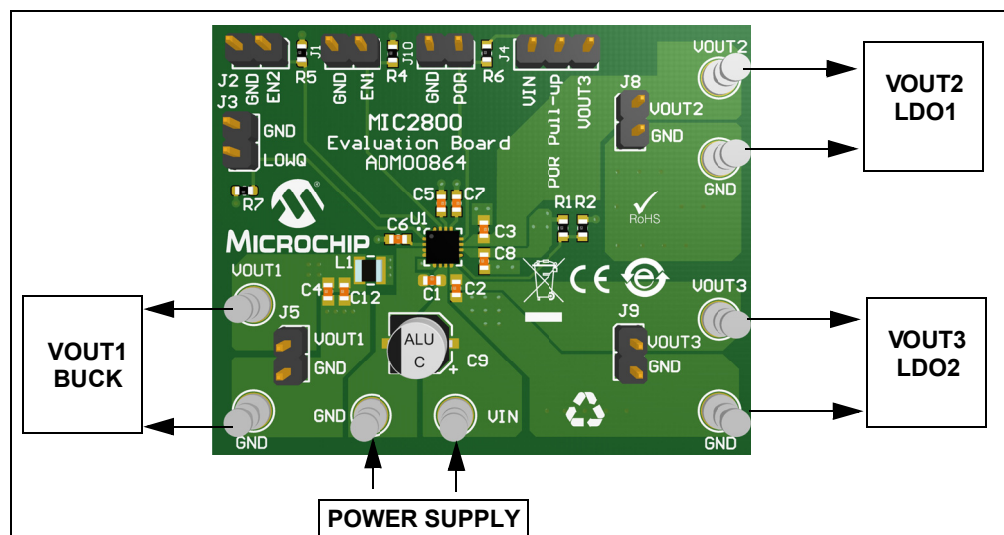 J2
GND
EN2
R5
J1
GND
EN1
R4
J10
GND
POR
R6
J4
VIN
POR Pull-up
VOUT3
J3
GND
LOWQ
R7
MIC2800
Evaluation Board
ADM00864
J8
VOUT2
GND
VOUT2
GND
VOUT2
LDO1
MICROCHIP®
C5
C7
C6
U1
C3
C8
R1 R2
RoHS
L1
C4
C12
C1
C2
CE
e
VOUT1
J5
VOUT1
GND
GND
VOUT1
BUCK
ALU
C
C9
+
GND
VIN
J9
VOUT3
GND
VOUT3
GND
VOUT3
LDO2
POWER SUPPLY